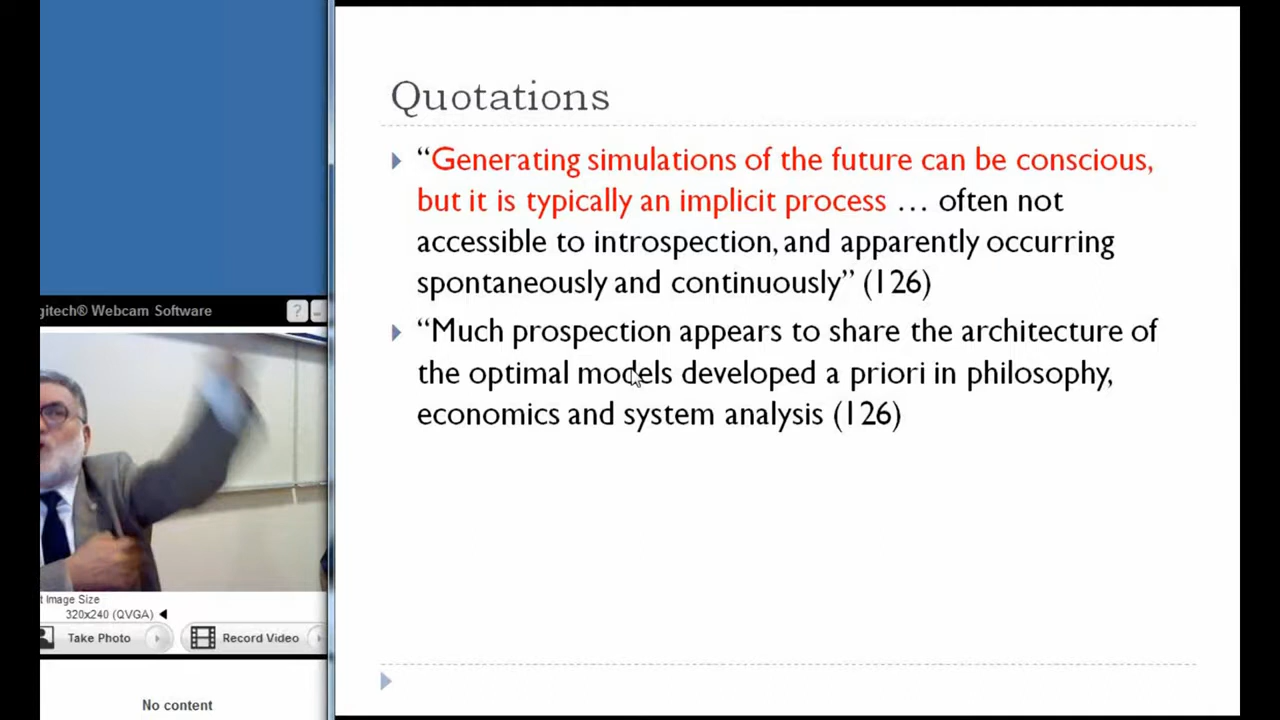 gitech® Webcam Software
?
t Image Size
320x240 (QVGA)
Take Photo
Record Video
No content
Quotations
“Generating simulations of the future can be conscious,
but it is typically an implicit process … often not
accessible to introspection, and apparently occurring
spontaneously and continuously” (126)
“Much prospection appears to share the architecture of
the optimal models developed a priori in philosophy,
economics and system analysis (126)